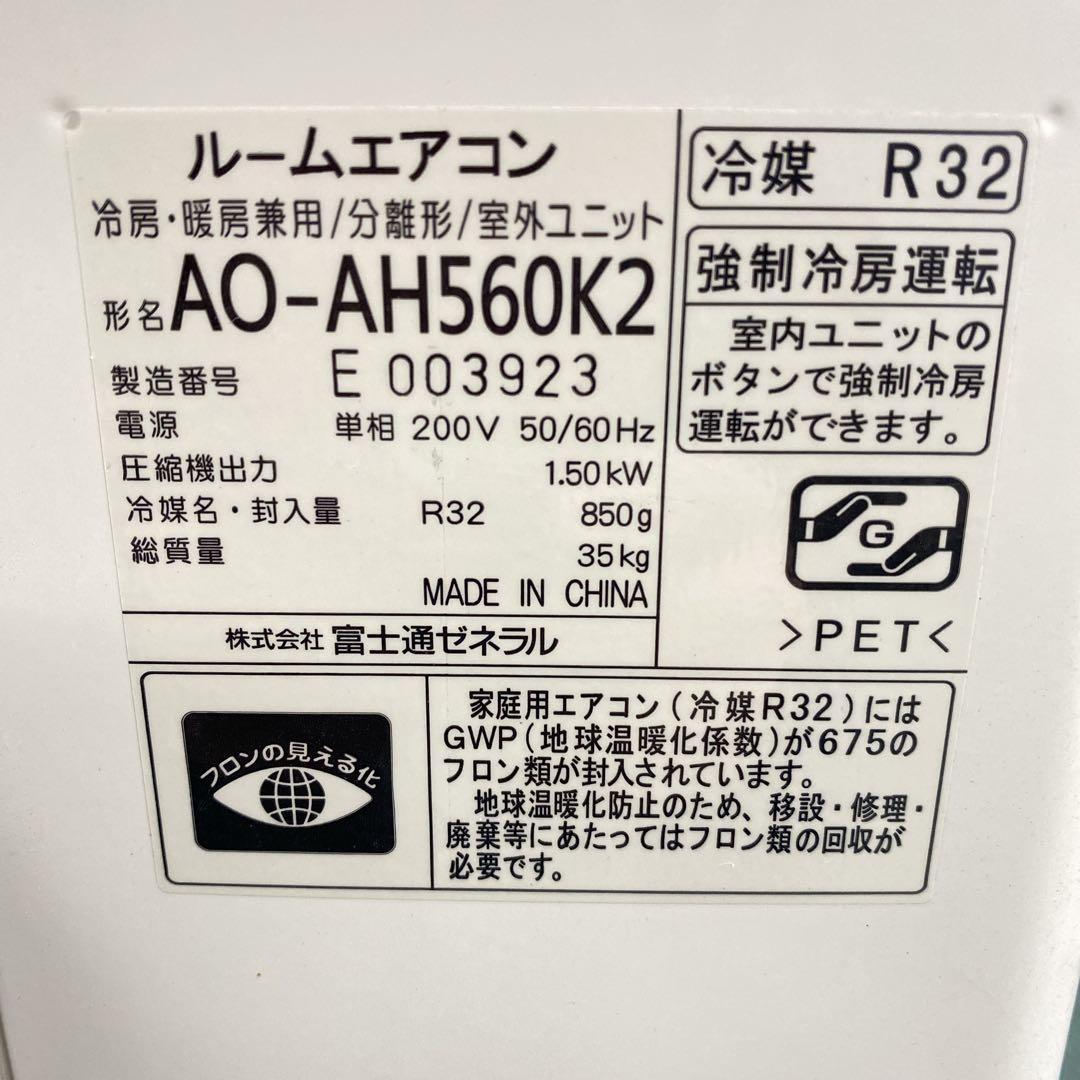 ルームエアコン
冷房・暖房兼用/分離形/室外ユニット
形名 AO-AH560K2
製造番号 E 003923
電源 単相 200V 50/60Hz
圧縮機出力 1.50kW
冷媒名・封入量 R32 850g
総質量 35kg
MADE IN CHINA
株式会社 富士通ゼネラル
冷媒 R32
強制冷房運転
室内ユニットの
ボタンで強制冷房
運転ができます。
G
>PET<
フロンの見える化
家庭用エアコン(冷媒R32)には
GWP(地球温暖化係数)が675の
フロン類が封入されています。
地球温暖化防止のため、移設・修理・
廃棄等にあたってはフロン類の回収が
必要です。